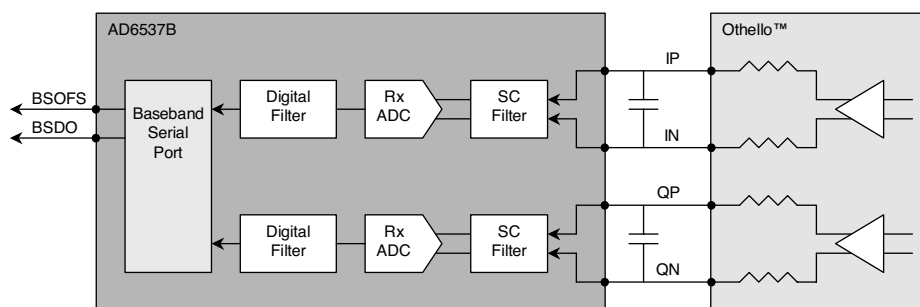 AD6537B
Othello™
BSOFS
BSDO
Baseband
Serial
Port
Digital
Filter
Rx
ADC
SC
Filter
IP
IN
Digital
Filter
Rx
ADC
SC
Filter
QP
QN